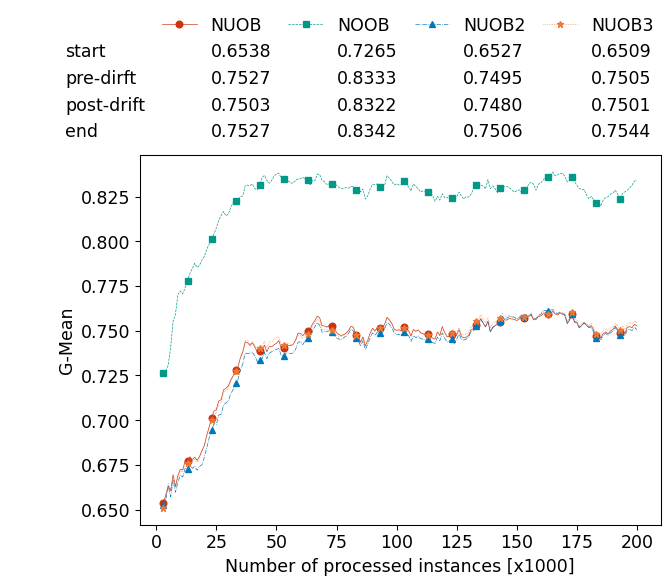 NUOB NOOB NUOB2 NUOB3
start 0.6538 0.7265 0.6527 0.6509
pre-dirft 0.7527 0.8333 0.7495 0.7505
post-drift 0.7503 0.8322 0.7480 0.7501
end 0.7527 0.8342 0.7506 0.7544
0.825
0.800
0.775
0.750
0.725
0.700
0.675
0.650
G-Mean
0 25 50 75 100 125 150 175 200
Number of processed instances [x1000]